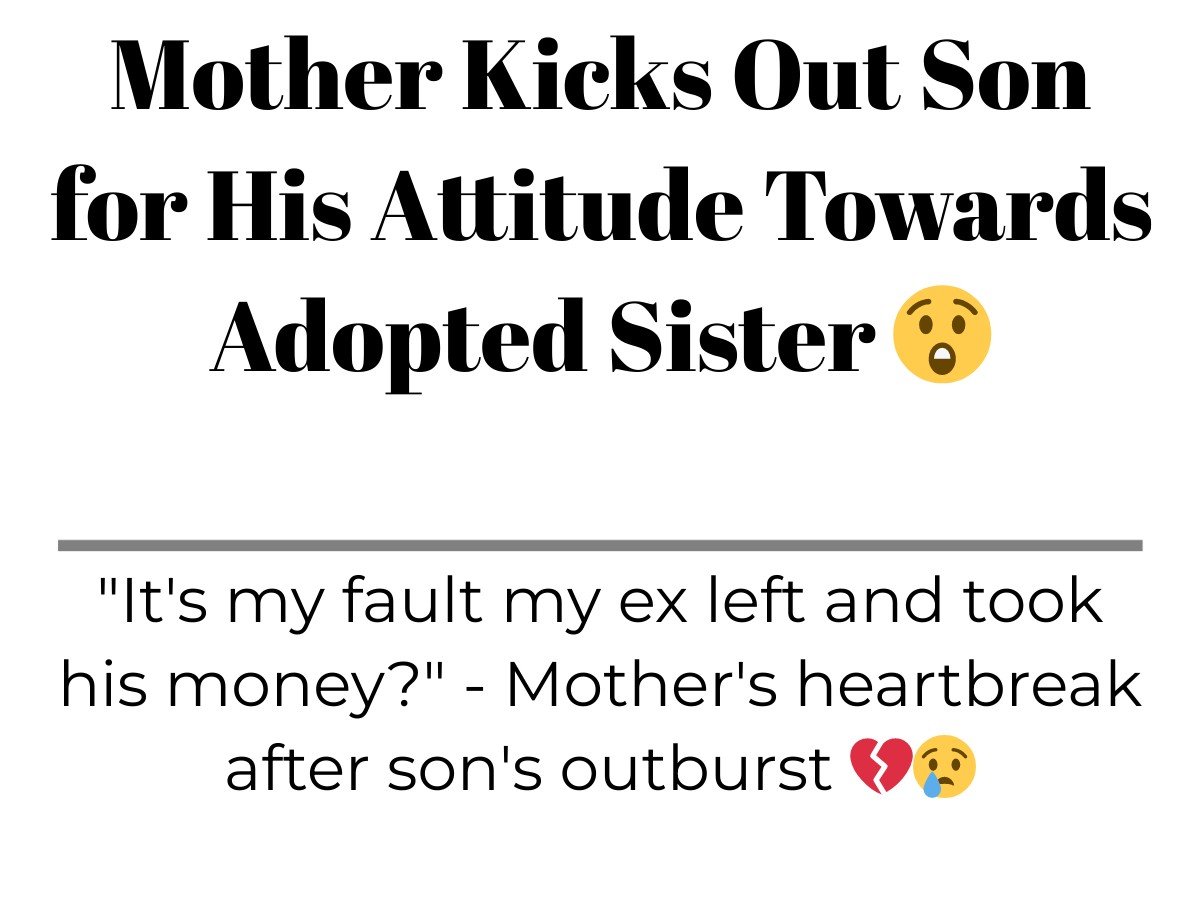 Mother Kicks Out Son
for His Attitude Towards
Adopted Sister 😲
"It's my fault my ex left and took
his money?" - Mother's heartbreak
after son's outburst 💔😢